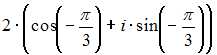 2 · ( cos( − π/3 ) + i · sin( − π/3 ) )